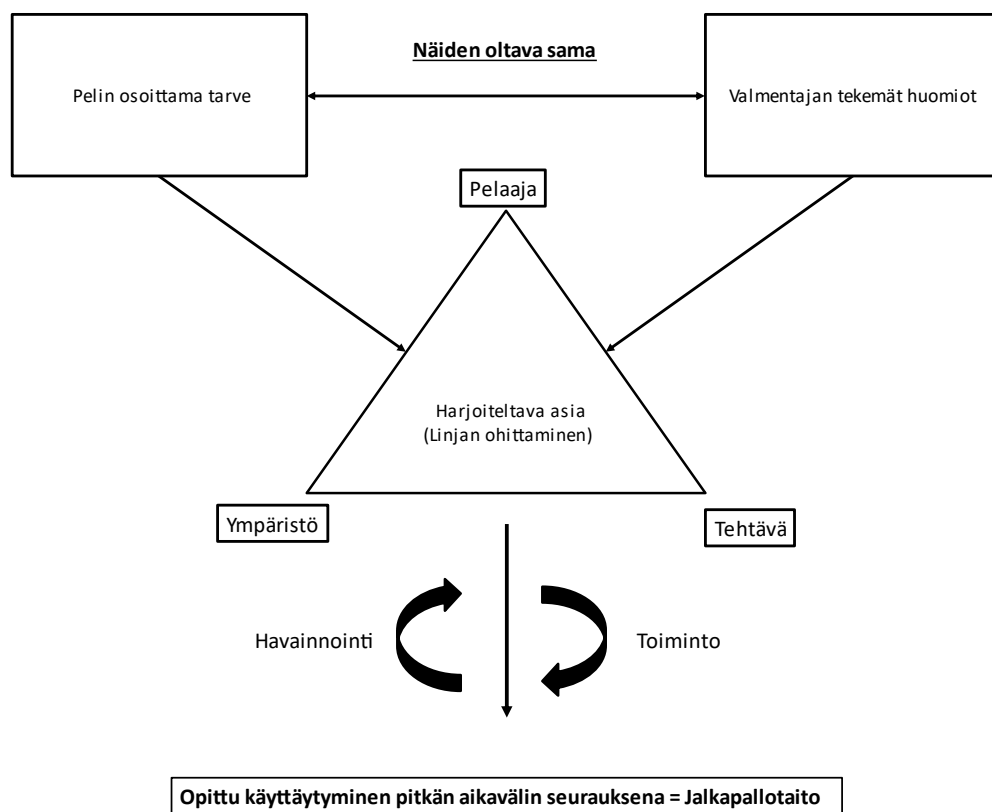 Näiden oltava sama
Pelin osoittama tarve
Valmentajan tekemät huomiot
Pelaaja
Harjoiteltava asia
(Linjan ohittaminen)
Ympäristö
Tehtävä
Havainnointi
Toiminto
Opittu käyttäytyminen pitkän aikavälin seurauksena = Jalkapallotaito